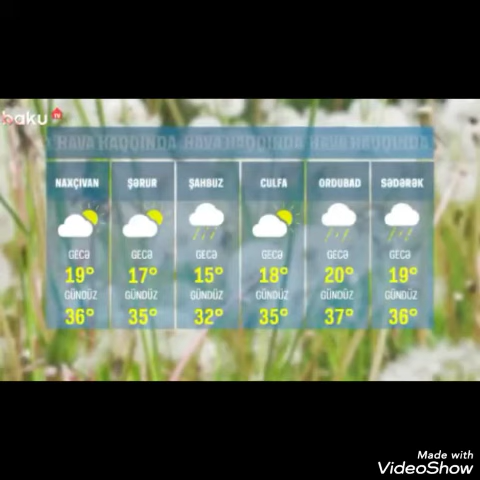 baku TV
HAVA HAQQINDA HAVA HAQQINDA HAVA HAQQINDA
NAXÇIVAN ŞƏRUR ŞAHBUZ CULFA ORDUBAD SƏDƏRƏK
GECƏ GECƏ GECƏ GECƏ GECƏ GECƏ
19° 17° 15° 18° 20° 19°
GÜNDÜZ GÜNDÜZ GÜNDÜZ GÜNDÜZ GÜNDÜZ GÜNDÜZ
36° 35° 32° 35° 37° 36°
Made with
VideoShow